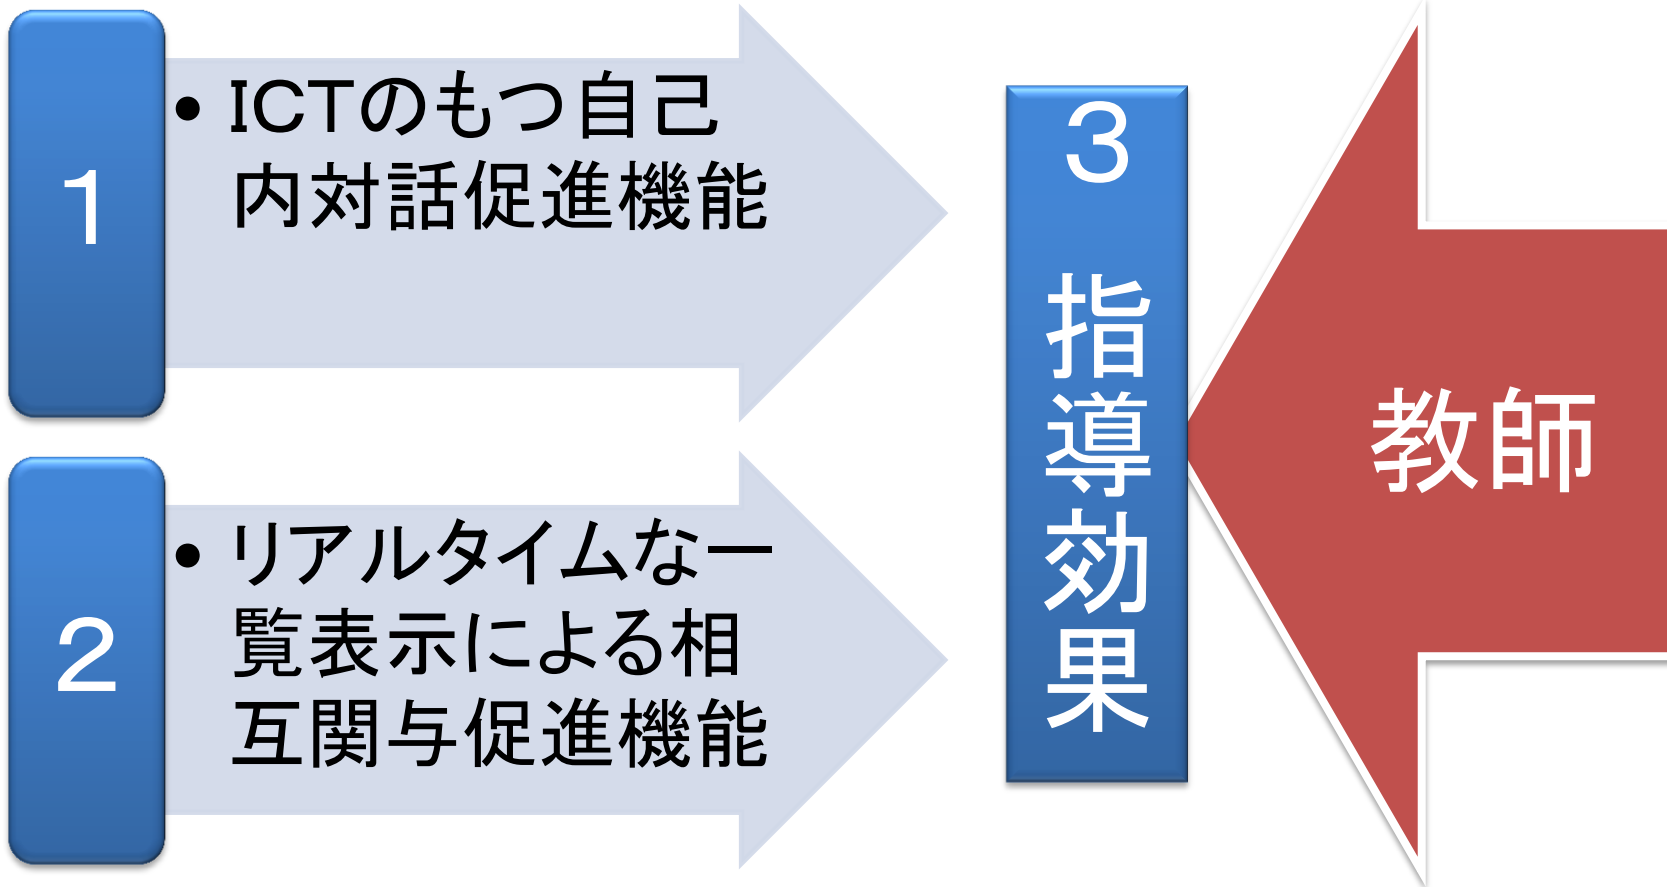 1
• ICTのもつ自己
内対話促進機能
2
• リアルタイムな一
覧表示による相
互関与促進機能
3
指導効果
教師